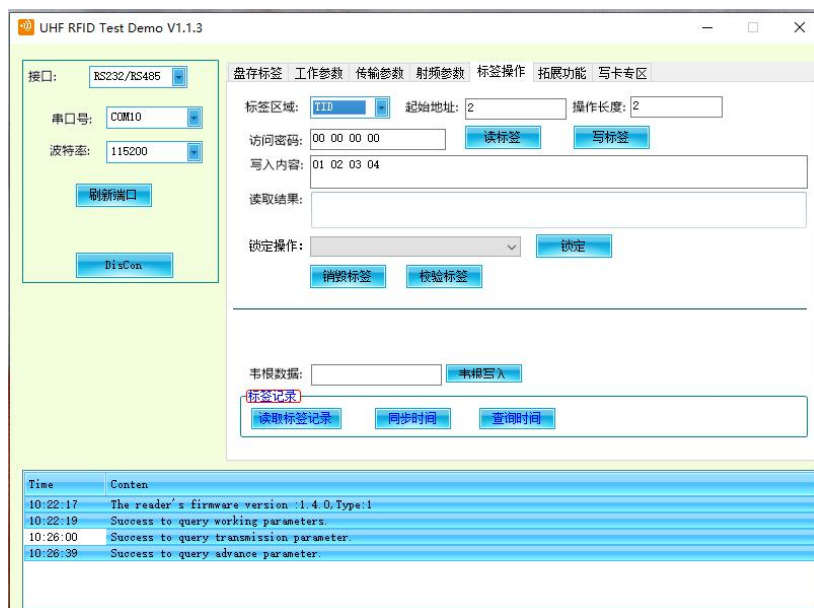 UHF RFID Test Demo V1.1.3
接口: RS232/RS485
串口号: COM10
波特率: 115200
刷新端口
DisCon
盘存标签 工作参数 传输参数 射频参数 标签操作 拓展功能 写卡专区
标签区域: TID 起始地址: 2 操作长度: 2
访问密码: 00 00 00 00 读标签 写标签
写入内容: 01 02 03 04
读取结果:
锁定操作: 锁定
销毁标签 校验标签
韦根数据: 韦根写入
标签记录
读取标签记录 同步时间 查询时间
Time Conten
10:22:17 The reader's firmware version :1.4.0,Type:1
10:22:19 Success to query working parameters.
10:26:00 Success to query transmission parameter.
10:26:39 Success to query advance parameter.